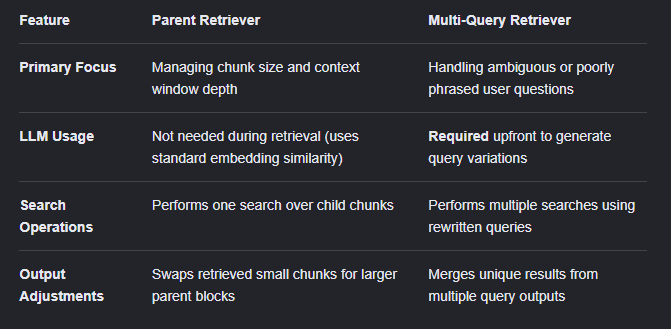 Feature Parent Retriever Multi-Query Retriever
Primary Focus Managing chunk size and context Handling ambiguous or poorly
window depth phrased user questions
LLM Usage Not needed during retrieval (uses Required upfront to generate
standard embedding similarity) query variations
Search Performs one search over child chunks Performs multiple searches using
Operations rewritten queries
Output Swaps retrieved small chunks for larger Merges unique results from
Adjustments parent blocks multiple query outputs